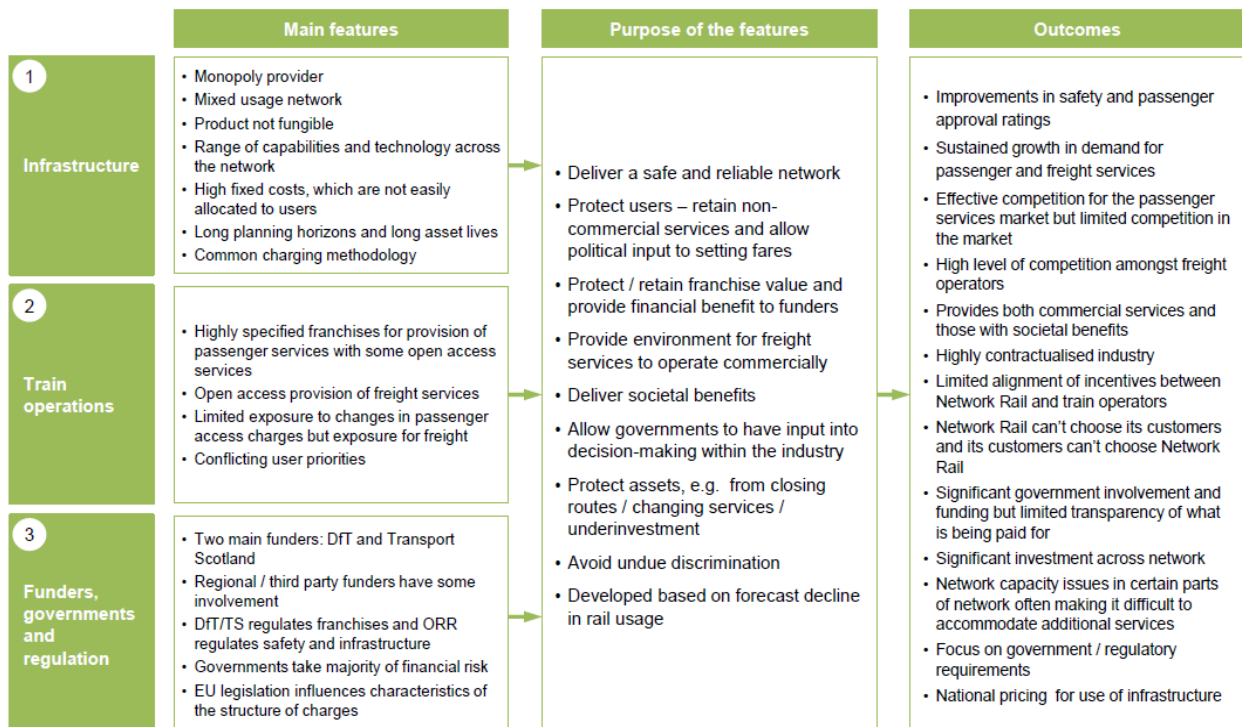 Main features
Purpose of the features
Outcomes
1
Infrastructure
• Monopoly provider
• Mixed usage network
• Product not fungible
• Range of capabilities and technology across
the network
• High fixed costs, which are not easily
allocated to users
• Long planning horizons and long asset lives
• Common charging methodology
2
Train
operations
• Highly specified franchises for provision of
passenger services with some open access
services
• Open access provision of freight services
• Limited exposure to changes in passenger
access charges but exposure for freight
• Conflicting user priorities
3
Funders,
governments
and
regulation
• Two main funders: DfT and Transport
Scotland
• Regional / third party funders have some
involvement
• DfT/TS regulates franchises and ORR
regulates safety and infrastructure
• Governments take majority of financial risk
• EU legislation influences characteristics of
the structure of charges
• Deliver a safe and reliable network
• Protect users – retain non-
commercial services and allow
political input to setting fares
• Protect / retain franchise value and
provide financial benefit to funders
• Provide environment for freight
services to operate commercially
• Deliver societal benefits
• Allow governments to have input into
decision-making within the industry
• Protect assets, e.g. from closing
routes / changing services /
underinvestment
• Avoid undue discrimination
• Developed based on forecast decline
in rail usage
• Improvements in safety and passenger
approval ratings
• Sustained growth in demand for
passenger and freight services
• Effective competition for the passenger
services market but limited competition in
the market
• High level of competition amongst freight
operators
• Provides both commercial services and
those with societal benefits
• Highly contractualised industry
• Limited alignment of incentives between
Network Rail and train operators
• Network Rail can't choose its customers
and its customers can't choose Network
Rail
• Significant government involvement and
funding but limited transparency of what
is being paid for
• Significant investment across network
• Network capacity issues in certain parts
of network often making it difficult to
accommodate additional services
• Focus on government / regulatory
requirements
• National pricing for use of infrastructure